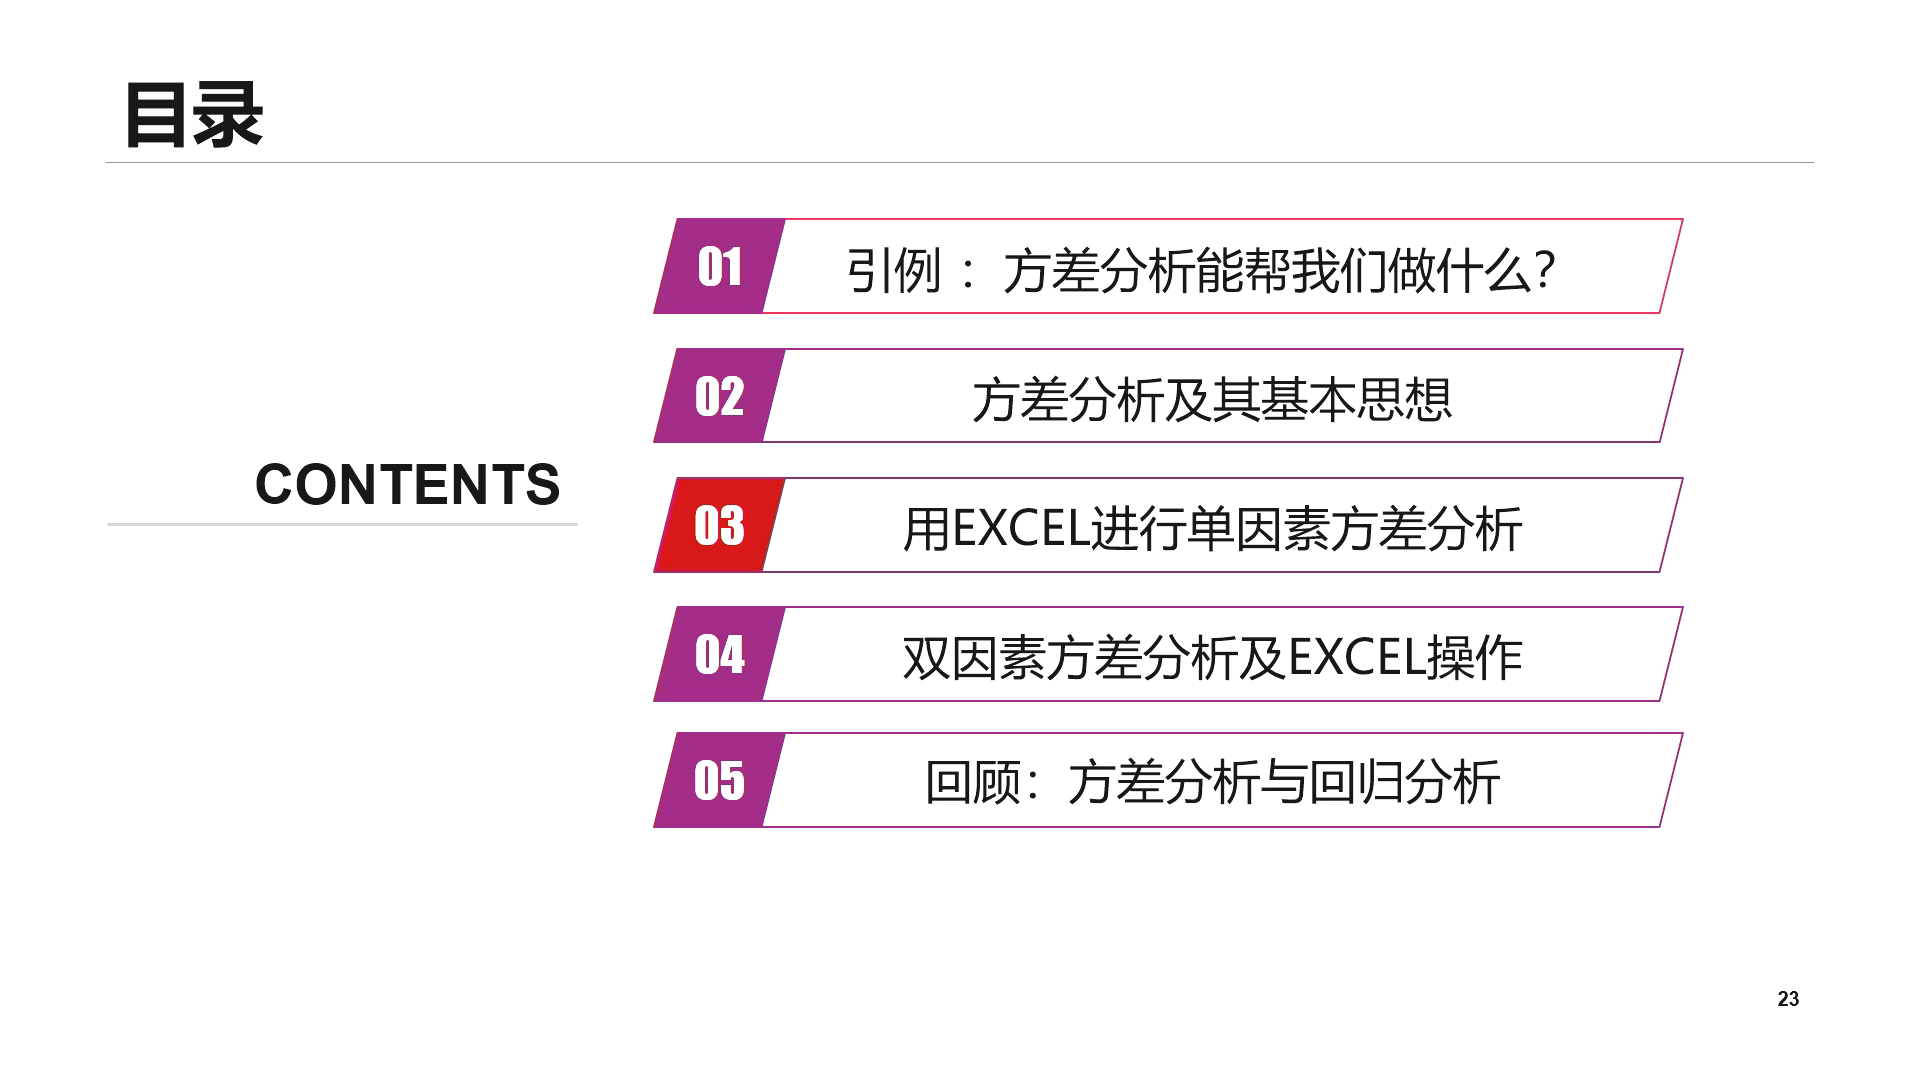 目录
CONTENTS
01
引例 ：方差分析能帮我们做什么？
02
方差分析及其基本思想
03
用EXCEL进行单因素方差分析
04
双因素方差分析及EXCEL操作
05
回顾：方差分析与回归分析
23